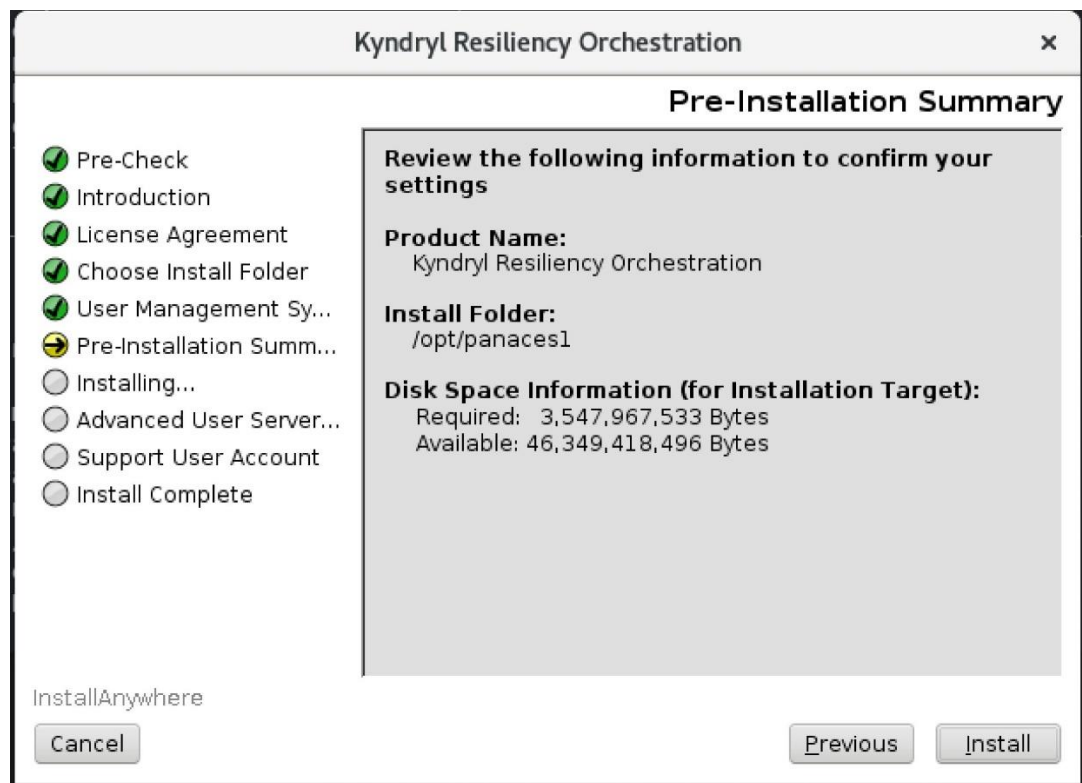 Kyndryl Resiliency Orchestration
×
Pre-Installation Summary
Pre-Check
Introduction
License Agreement
Choose Install Folder
User Management Sy...
Pre-Installation Summ...
Installing...
Advanced User Server...
Support User Account
Install Complete
Review the following information to confirm your
settings
Product Name:
Kyndryl Resiliency Orchestration
Install Folder:
/opt/panaces1
Disk Space Information (for Installation Target):
Required: 3,547,967,533 Bytes
Available: 46,349,418,496 Bytes
InstallAnywhere
Cancel
Previous
Install